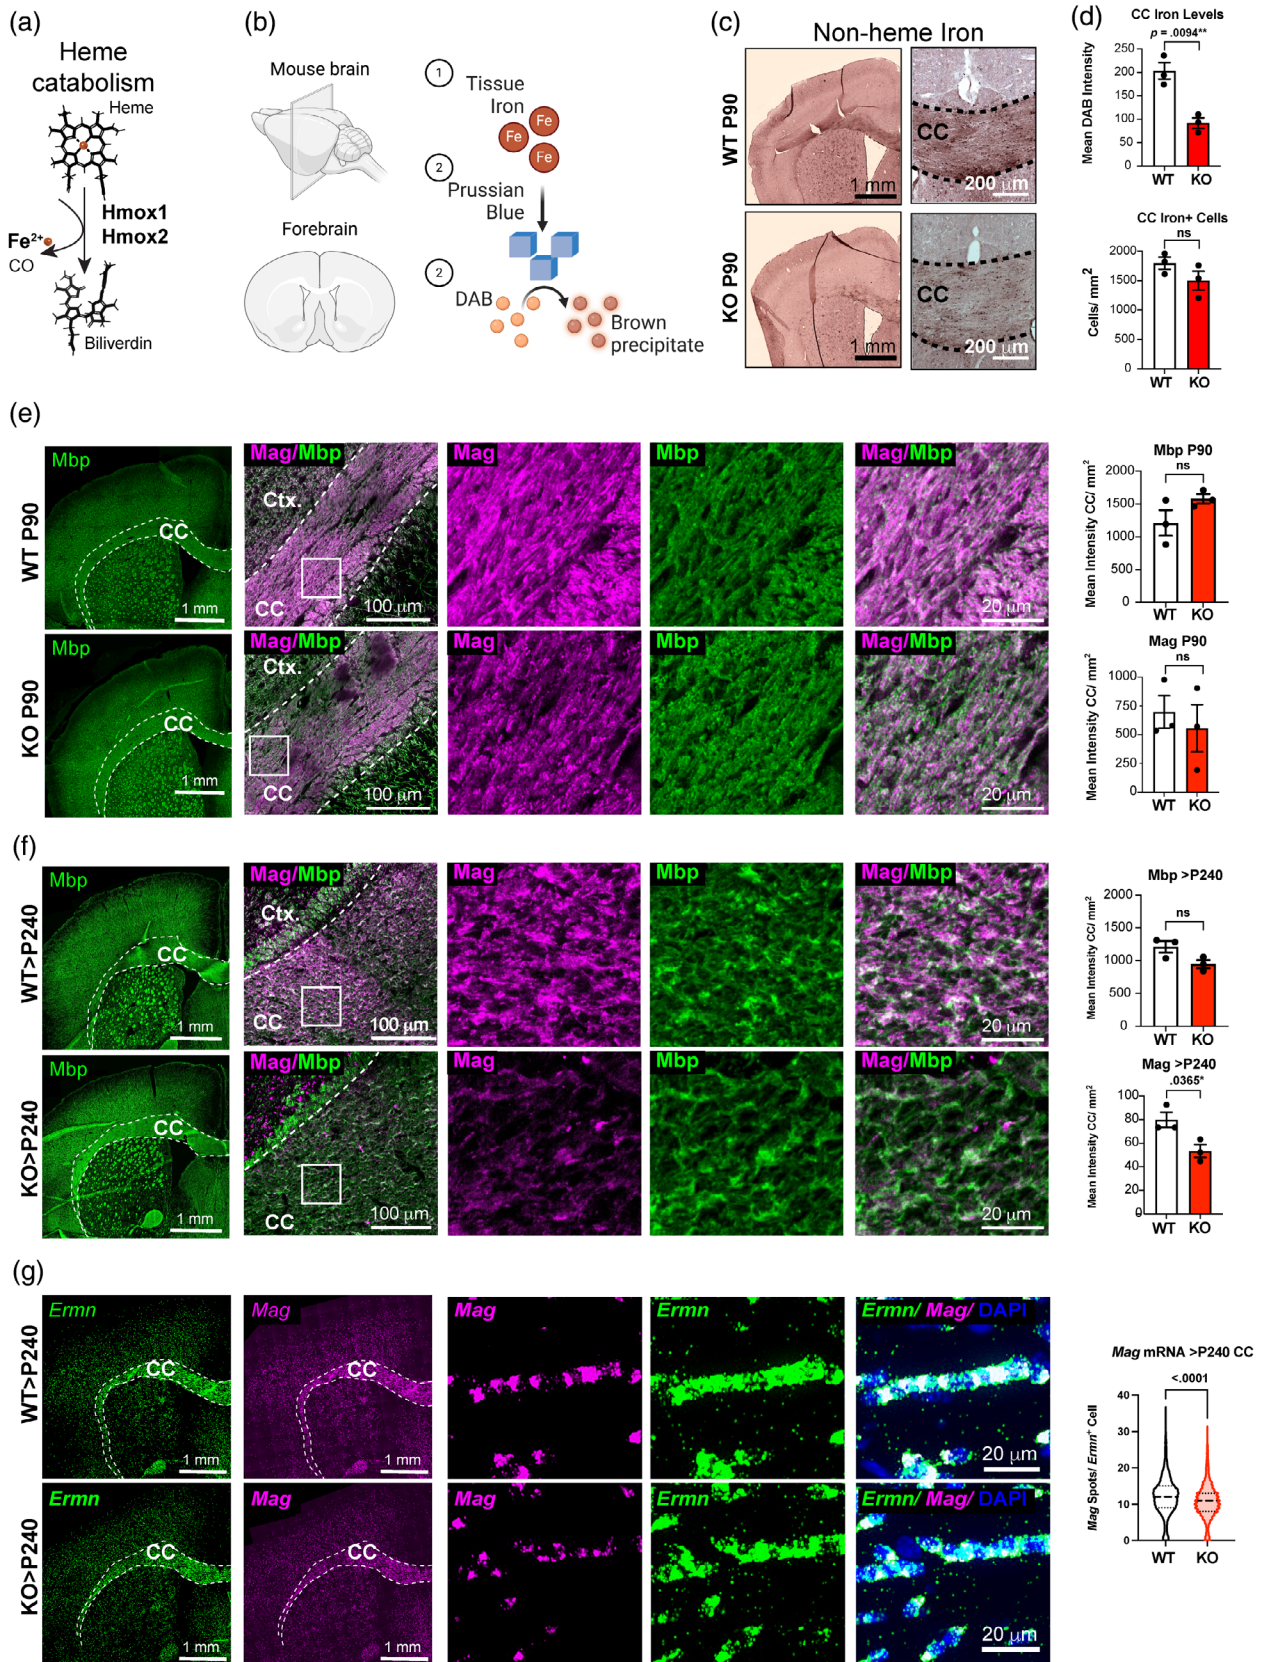 (a)
Heme
catabolism
Heme
Hmox1
Hmox2
Fe2+
CO
Biliverdin
(b)
Mouse brain
Forebrain
1
Tissue
Iron
Fe
Fe
Fe
2
Prussian
Blue
2
DAB
Brown
precipitate
(c)
Non-heme Iron
WT P90
1 mm
CC
200 µm
KO P90
1 mm
CC
200 µm
(d)
CC Iron Levels
p = .0094**
Mean DAB Intensity
250
200
150
100
50
0
WT KO
CC Iron+ Cells
ns
Cells/ mm2
2000
1500
1000
500
0
WT KO
(e)
WT P90
Mbp
CC
1 mm
Mag/Mbp
Ctx.
CC
100 µm
Mag
Mbp
Mag/Mbp
20 µm
KO P90
Mbp
CC
1 mm
Mag/Mbp
Ctx.
CC
100 µm
Mag
Mbp
Mag/Mbp
20 µm
Mbp P90
ns
Mean Intensity CC/ mm2
2000
1500
1000
500
0
WT KO
Mag P90
ns
Mean Intensity CC/ mm2
1000
750
500
250
0
WT KO
(f)
WT>P240
Mbp
CC
1 mm
Mag/Mbp
Ctx.
CC
100 µm
Mag
Mbp
Mag/Mbp
20 µm
KO>P240
Mbp
CC
1 mm
Mag/Mbp
CC
100 µm
Mag
Mbp
Mag/Mbp
20 µm
Mbp >P240
ns
Mean Intensity CC/ mm2
2000
1500
1000
500
0
WT KO
Mag >P240
.0365*
Mean Intensity CC/ mm2
100
80
60
40
20
0
WT KO
(g)
WT>P240
Ermn
CC
1 mm
Mag
CC
1 mm
Mag
Ermn
Ermn/ Mag/ DAPI
20 µm
KO>P240
Ermn
CC
1 mm
Mag
CC
1 mm
Mag
Ermn
Ermn/ Mag/ DAPI
20 µm
Mag mRNA >P240 CC
<.0001
Mag Spots/ Ermn+ Cell
40
30
20
10
0
WT KO